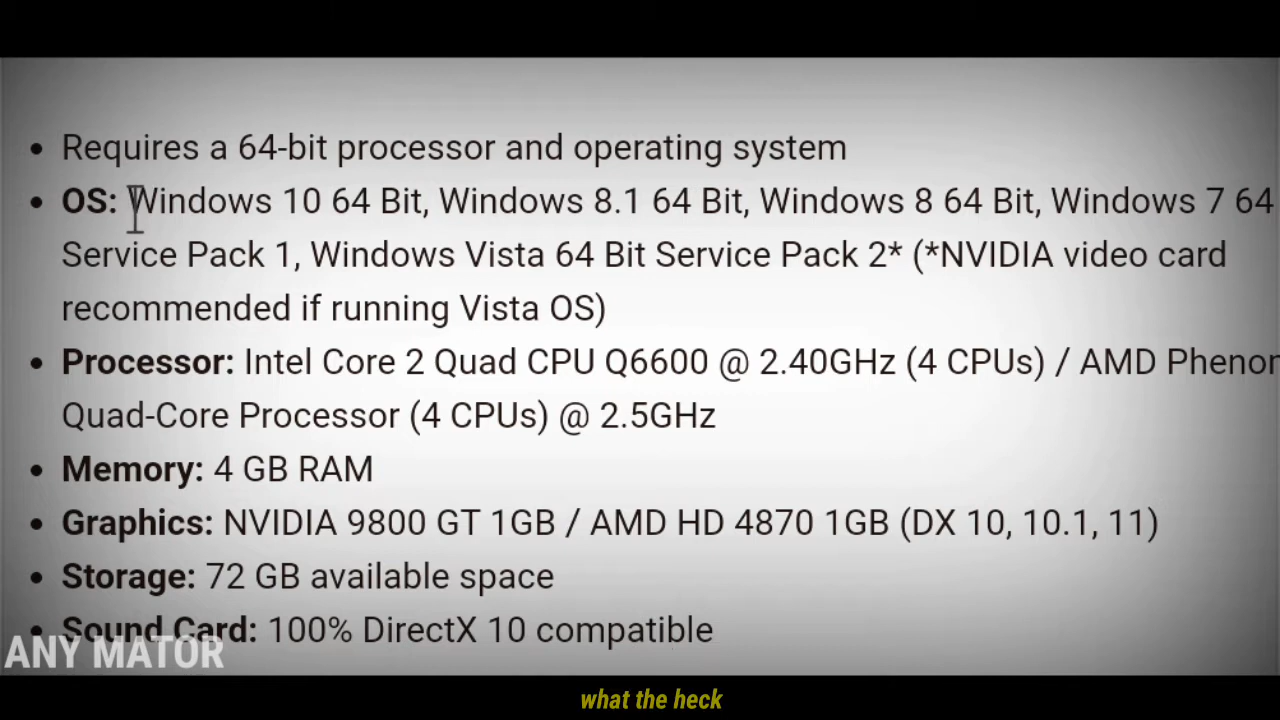 Requires a 64-bit processor and operating system
OS: Windows 10 64 Bit, Windows 8.1 64 Bit, Windows 8 64 Bit, Windows 7 64
Service Pack 1, Windows Vista 64 Bit Service Pack 2* (*NVIDIA video card
recommended if running Vista OS)
Processor: Intel Core 2 Quad CPU Q6600 @ 2.40GHz (4 CPUs) / AMD
Quad-Core Processor (4 CPUs) @ 2.5GHz
Memory: 4 GB RAM
Graphics: NVIDIA 9800 GT 1GB / AMD HD 4870 1GB (DX 10, 10.1, 11)
Storage: 72 GB available space
Sound Card: 100% DirectX 10 compatible
ANY MATOR
what the heck